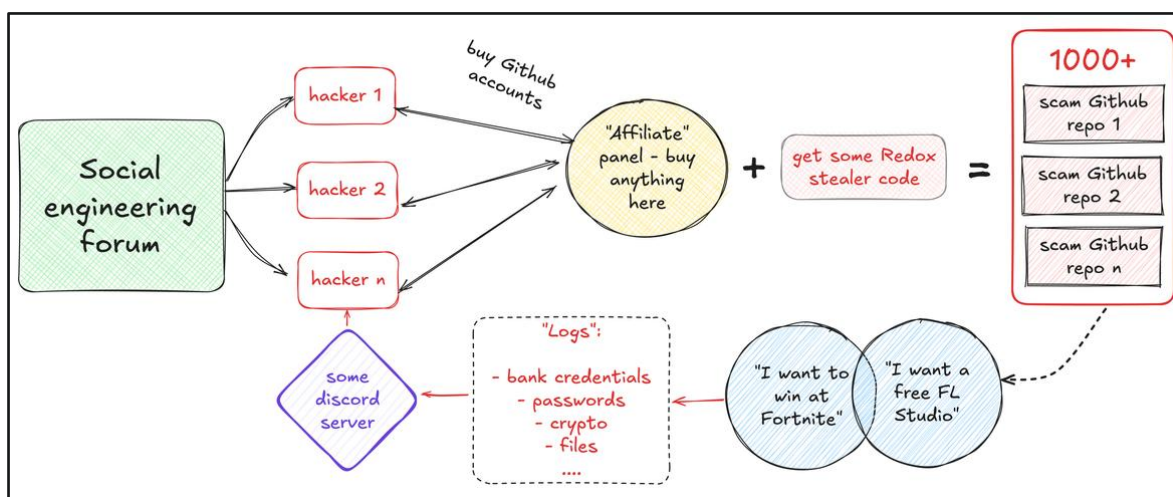 Social
engineering
forum
hacker 1
hacker 2
hacker n
buy Github
accounts
"Affiliate"
panel - buy
anything
here
+
get some Redox
stealer code
=
1000+
scam Github
repo 1
scam Github
repo 2
scam Github
repo n
"I want to
win at
Fortnite"
"I want a
free FL
Studio"
"Logs":
- bank credentials
- passwords
- crypto
- files
....
some
discord
server